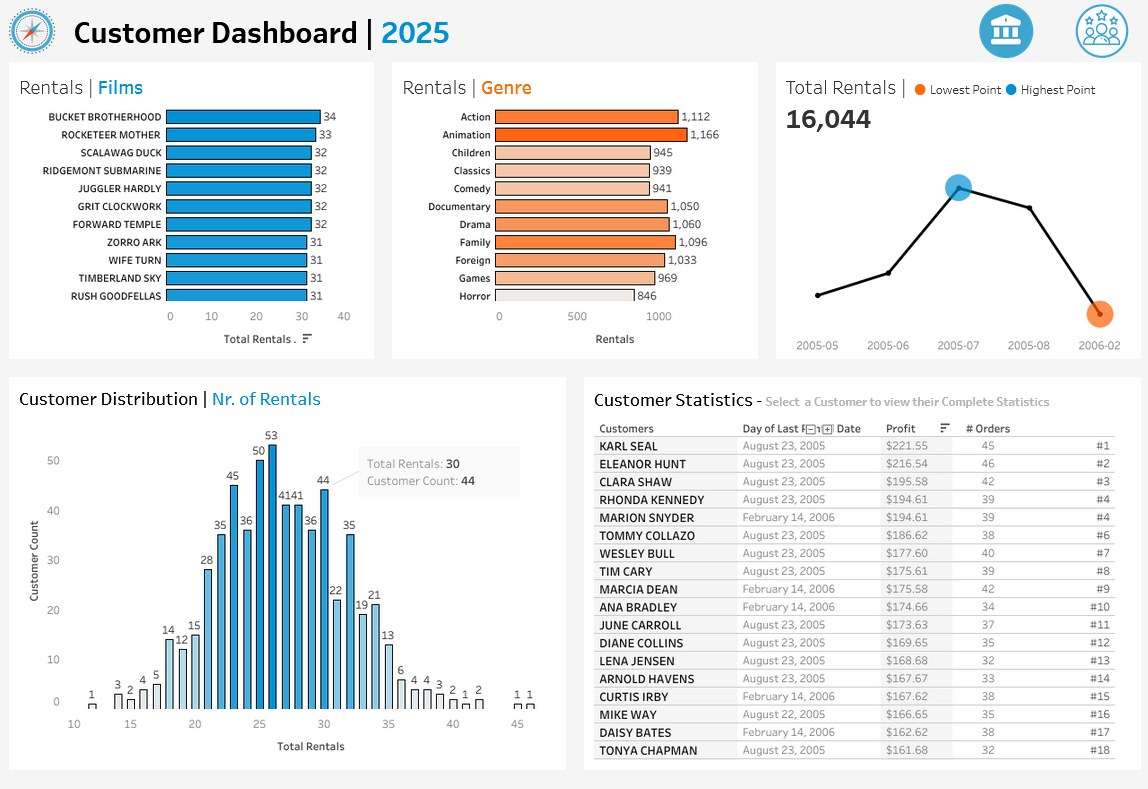 Customer Dashboard | 2025
Rentals | Films
BUCKET BROTHERHOOD 34
ROCKETEER MOTHER 33
SCALAWAG DUCK 32
RIDGEMONT SUBMARINE 32
JUGGLER HARDLY 32
GRIT CLOCKWORK 32
FORWARD TEMPLE 32
ZORRO ARK 31
WIFE TURN 31
TIMBERLAND SKY 31
RUSH GOODFELLAS 31
0 10 20 30 40
Total Rentals .
Rentals | Genre
Action 1,112
Animation 1,166
Children 945
Classics 939
Comedy 941
Documentary 1,050
Drama 1,060
Family 1,096
Foreign 1,033
Games 969
Horror 846
0 500 1000
Rentals
Total Rentals | Lowest Point Highest Point
16,044
2005-05 2005-06 2005-07 2005-08 2006-02
Customer Distribution | Nr. of Rentals
Total Rentals: 30
Customer Count: 44
Customer Count
50
40
30
20
10
0
1 3 2 4 5 14 12 15 28 35 45 36 50 53 41 41 36 44 22 35 19 21 13 6 4 4 3 2 1 2 1 1
10 15 20 25 30 35 40 45
Total Rentals
Customer Statistics - Select a Customer to view their Complete Statistics
Customers Day of Last Date Profit # Orders
KARL SEAL August 23, 2005 $221.55 45 #1
ELEANOR HUNT August 23, 2005 $216.54 46 #2
CLARA SHAW August 23, 2005 $195.58 42 #3
RHONDA KENNEDY August 23, 2005 $194.61 39 #4
MARION SNYDER February 14, 2006 $194.61 39 #4
TOMMY COLLAZO August 23, 2005 $186.62 38 #6
WESLEY BULL August 23, 2005 $177.60 40 #7
TIM CARY August 23, 2005 $175.61 39 #8
MARCIA DEAN February 14, 2006 $175.58 42 #9
ANA BRADLEY February 14, 2006 $174.66 34 #10
JUNE CARROLL August 23, 2005 $173.63 37 #11
DIANE COLLINS August 23, 2005 $169.65 35 #12
LENA JENSEN August 23, 2005 $168.68 32 #13
ARNOLD HAVENS August 23, 2005 $167.67 33 #14
CURTIS IRBY February 14, 2006 $167.62 38 #15
MIKE WAY August 22, 2005 $166.65 35 #16
DAISY BATES February 14, 2006 $162.62 38 #17
TONYA CHAPMAN August 23, 2005 $161.68 32 #18